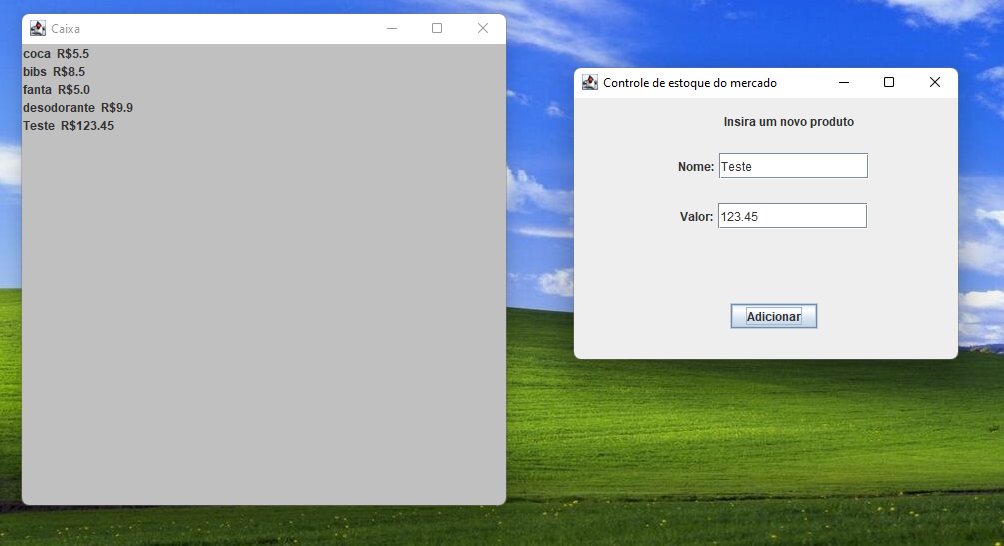 Caixa
coca R$5.5
bibs R$8.5
fanta R$5.0
desodorante R$9.9
Teste R$123.45
Controle de estoque do mercado
Insira um novo produto
Nome: Teste
Valor: 123.45
Adicionar